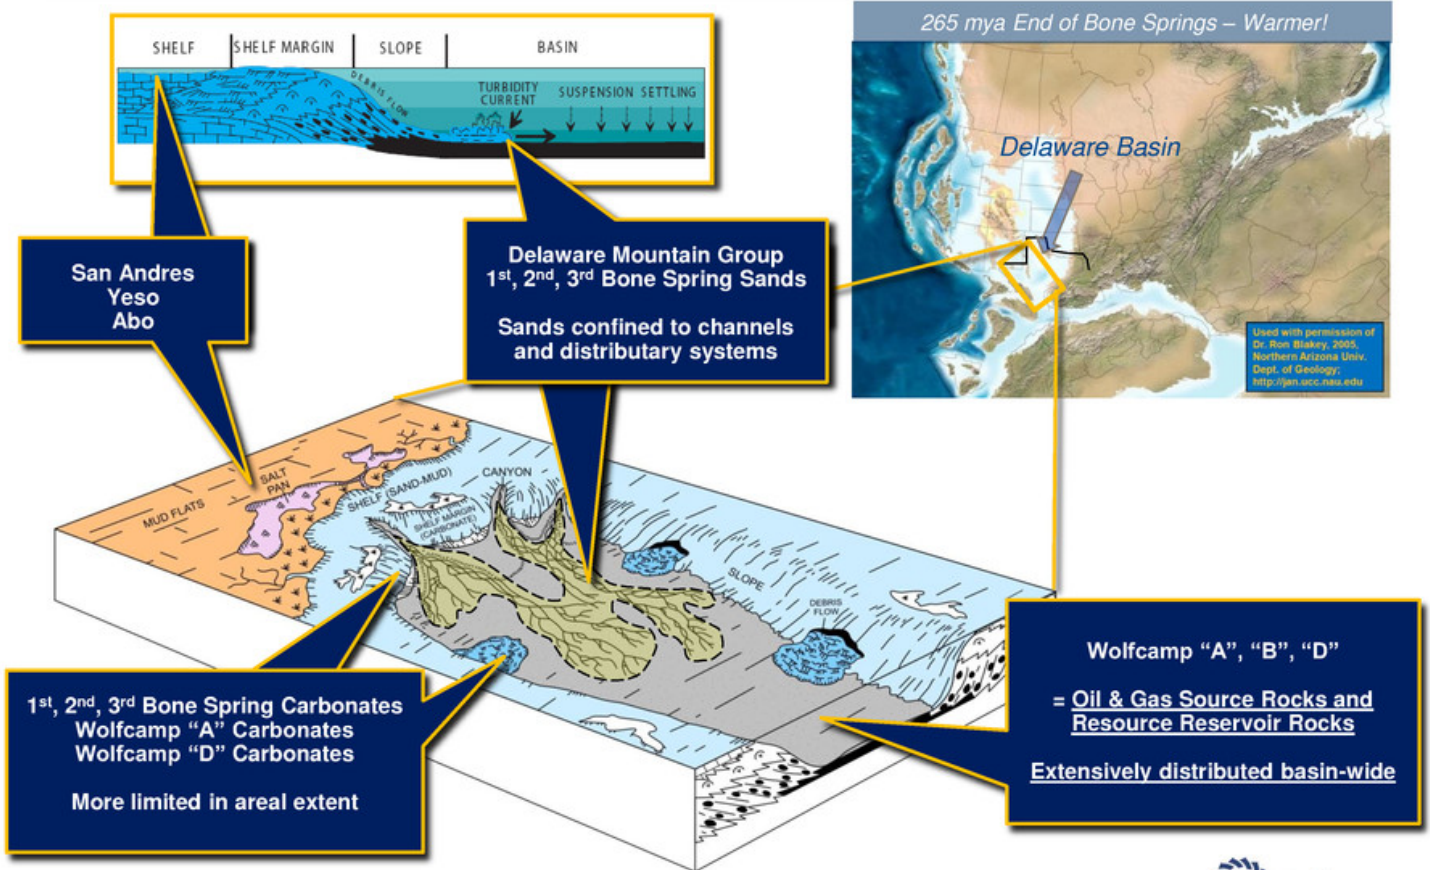 SHELF
SHELF MARGIN
SLOPE
BASIN
DEBRIS FLOW
TURBIDITY
CURRENT
SUSPENSION SETTLING
265 mya End of Bone Springs – Warmer!
Delaware Basin
Used with permission of
Dr. Ron Blakey, 2005,
Northern Arizona Univ.
Dept. of Geology;
http://jan.ucc.nau.edu
San Andres
Yeso
Abo
Delaware Mountain Group
1st, 2nd, 3rd Bone Spring Sands
Sands confined to channels
and distributary systems
MUD FLATS
SALT
PAN
SHELF (SAND-MUD)
SHELF MARGIN
(CARBONATE)
CANYON
SLOPE
DEBRIS
FLOW
1st, 2nd, 3rd Bone Spring Carbonates
Wolfcamp “A” Carbonates
Wolfcamp “D” Carbonates
More limited in areal extent
Wolfcamp “A”, “B”, “D”
= Oil & Gas Source Rocks and
Resource Reservoir Rocks
Extensively distributed basin-wide